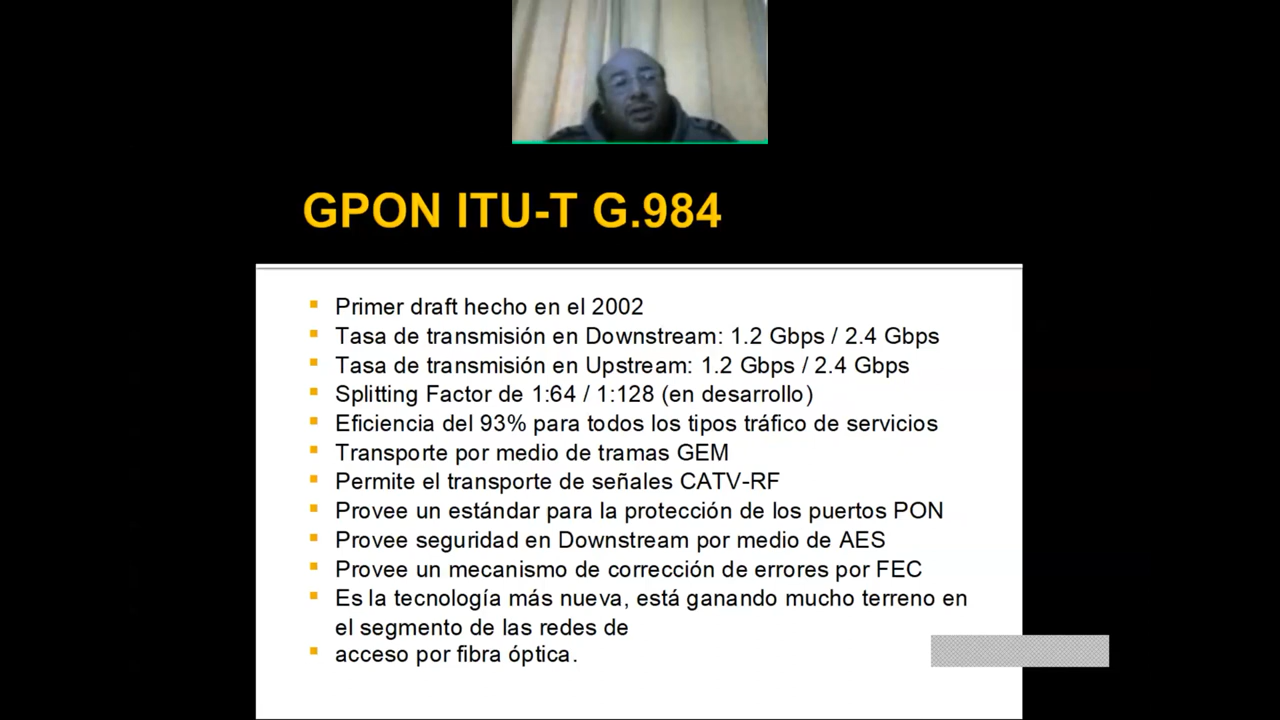 GPON ITU-T G.984
Primer draft hecho en el 2002
Tasa de transmisión en Downstream: 1.2 Gbps / 2.4 Gbps
Tasa de transmisión en Upstream: 1.2 Gbps / 2.4 Gbps
Splitting Factor de 1:64 / 1:128 (en desarrollo)
Eficiencia del 93% para todos los tipos tráfico de servicios
Transporte por medio de tramas GEM
Permite el transporte de señales CATV-RF
Provee un estándar para la protección de los puertos PON
Provee seguridad en Downstream por medio de AES
Provee un mecanismo de corrección de errores por FEC
Es la tecnología más nueva, está ganando mucho terreno en
el segmento de las redes de
acceso por fibra óptica.